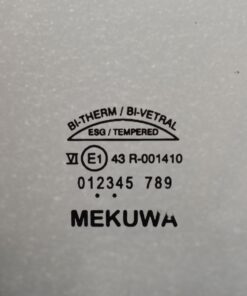 BI-THERM / BI-VETRAL
ESG / TEMPERED
VI E1 43 R-001410
012345 789
MEKUWA